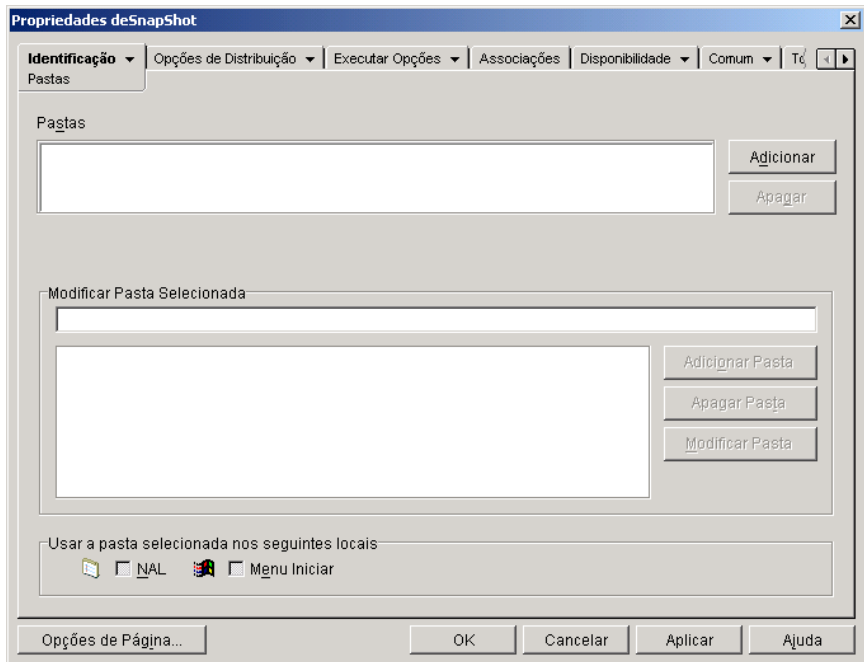 Propriedades deSnapShot
Identificação Opções de Distribuição Executar Opções Associações Disponibilidade Comum
Pastas
Pastas
Adicionar
Apagar
Modificar Pasta Selecionada
Adicionar Pasta
Apagar Pasta
Modificar Pasta
Usar a pasta selecionada nos seguintes locais
NAL Menu Iniciar
Opções de Página... OK Cancelar Aplicar Ajuda